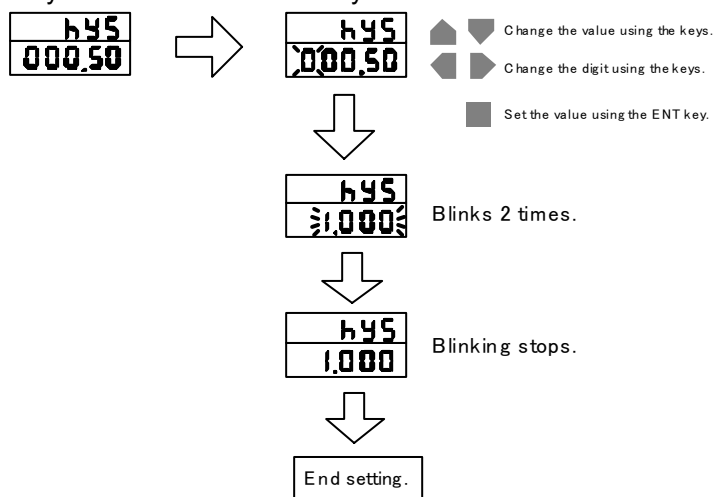 hys hys
000.50 000.50
Change the value using the keys.
Change the digit using the keys.
Set the value using the ENT key.
hys
1.000
Blinks 2 times.
hys
1.000
Blinking stops.
End setting.